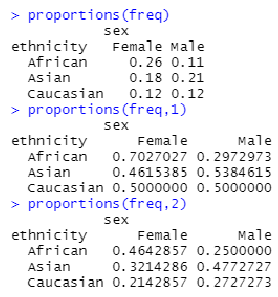 > proportions(freq)
sex
ethnicity Female Male
African 0.26 0.11
Asian 0.18 0.21
Caucasian 0.12 0.12
> proportions(freq,1)
sex
ethnicity Female Male
African 0.7027027 0.2972973
Asian 0.4615385 0.5384615
Caucasian 0.5000000 0.5000000
> proportions(freq,2)
sex
ethnicity Female Male
African 0.4642857 0.2500000
Asian 0.3214286 0.4772727
Caucasian 0.2142857 0.2727273